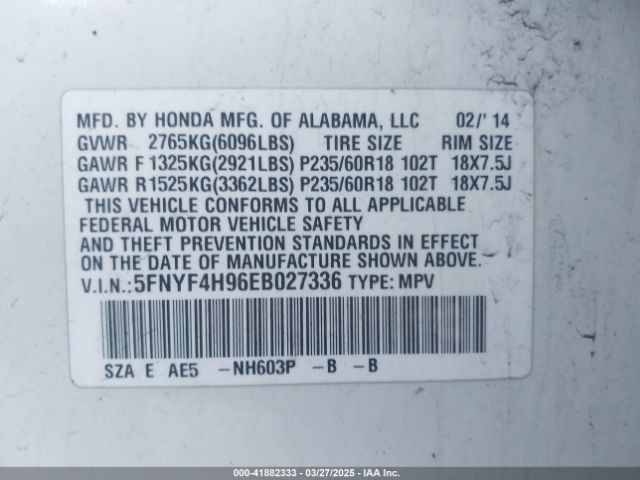 MFD. BY HONDA MFG. OF ALABAMA, LLC 02/'14
GVWR 2765KG(6096LBS) TIRE SIZE RIM SIZE
GAWR F 1325KG(2921LBS) P235/60R18 102T 18X7.5J
GAWR R1525KG(3362LBS) P235/60R18 102T 18X7.5J
THIS VEHICLE CONFORMS TO ALL APPLICABLE
FEDERAL MOTOR VEHICLE SAFETY
AND THEFT PREVENTION STANDARDS IN EFFECT
ON THE DATE OF MANUFACTURE SHOWN ABOVE.
V.I.N.:5FNYF4H96EB027336 TYPE: MPV
SZA E AE5 -NH603P -B -B
000-41882333 / 03/27/2025 / IAA Inc.